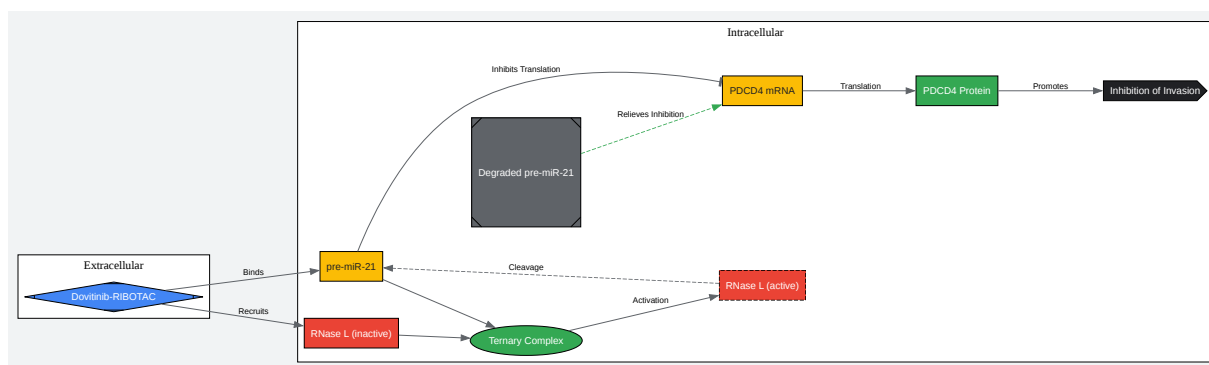 Intracellular
Inhibits Translation
PDCD4 mRNA
Translation
PDCD4 Protein
Promotes
Inhibition of Invasion
Relieves Inhibition
Degraded pre-miR-21
Extracellular
Dovitinib-RIBOTAC
Binds
Recruits
pre-miR-21
Cleavage
RNase L (active)
Activation
RNase L (inactive)
Ternary Complex